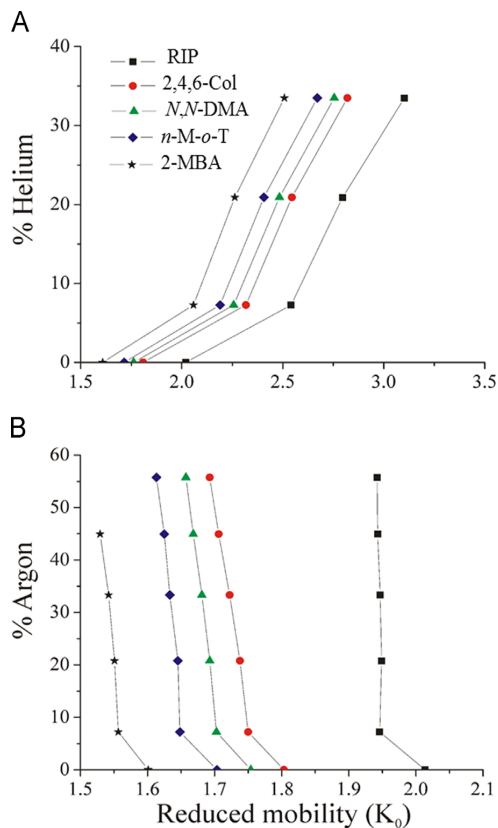 A
40
30
20
10
0
% Helium
RIP
2,4,6-Col
N,N-DMA
n-M-o-T
2-MBA
1.5 2.0 2.5 3.0 3.5
B
60
50
40
30
20
10
0
% Argon
1.5 1.6 1.7 1.8 1.9 2.0 2.1
Reduced mobility (K₀)